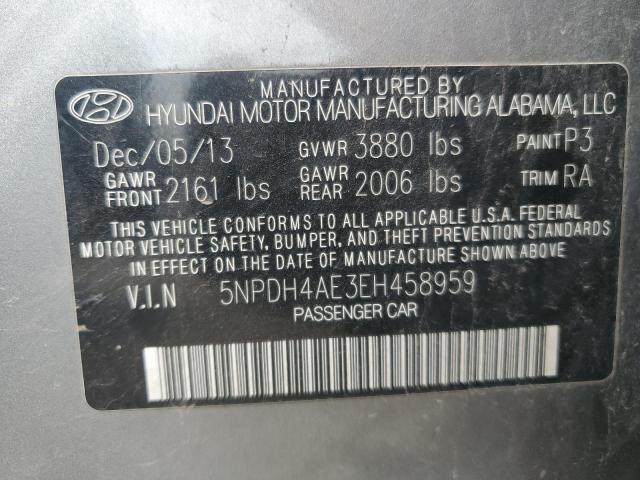 MANUFACTURED BY
HYUNDAI MOTOR MANUFACTURING ALABAMA, LLC
Dec/05/13 GVWR 3880 lbs PAINT P3
GAWR FRONT 2161 lbs GAWR REAR 2006 lbs TRIM RA
THIS VEHICLE CONFORMS TO ALL APPLICABLE U.S.A. FEDERAL
MOTOR VEHICLE SAFETY, BUMPER, AND THEFT PREVENTION STANDARDS
IN EFFECT ON THE DATE OF MANUFACTURE SHOWN ABOVE
V.I.N 5NPDH4AE3EH458959
PASSENGER CAR